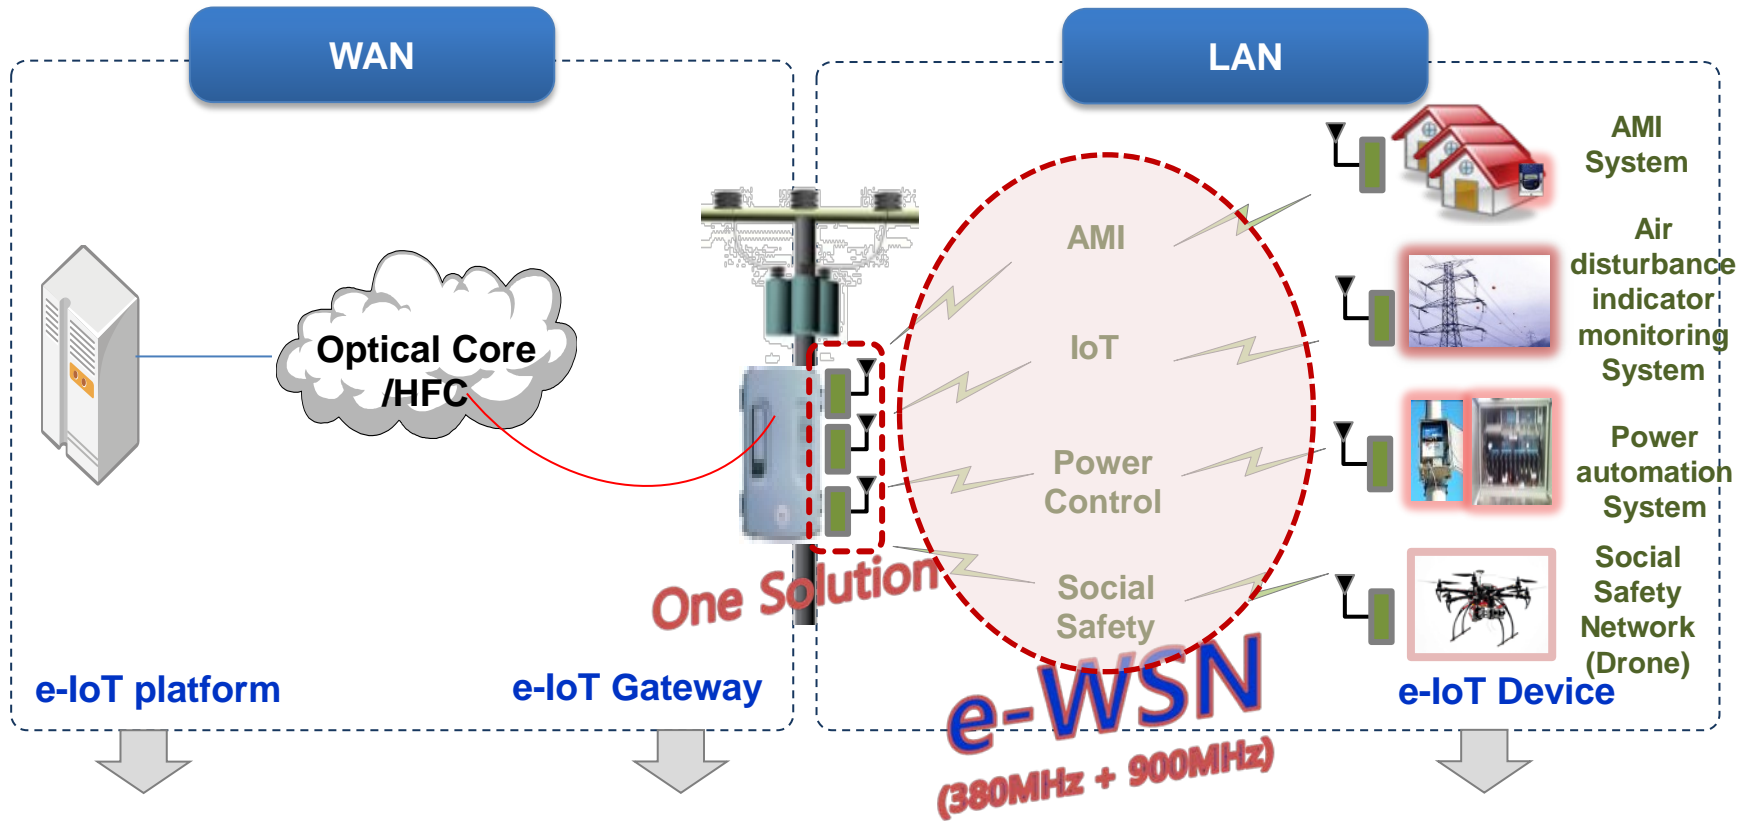 WAN
LAN
AMI
System
Air
disturbance
indicator
monitoring
System
Power
automation
System
Social
Safety
Network
(Drone)
Optical Core
/HFC
AMI
IoT
Power
Control
Social
Safety
One Solution
e-IoT platform
e-IoT Gateway
e-WSN
(380MHz + 900MHz)
e-IoT Device